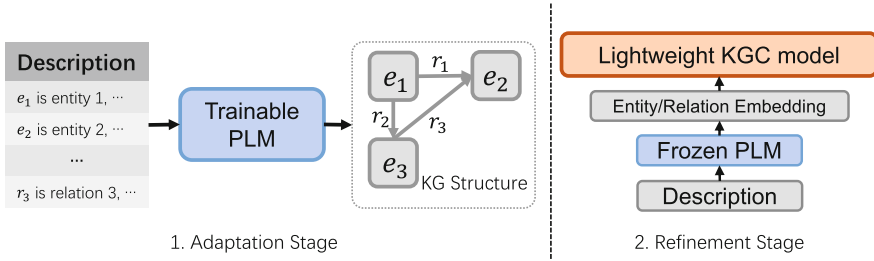 Description
e₁ is entity 1, ···
e₂ is entity 2, ···
···
r₃ is relation 3, ···
Trainable
PLM
e₁
r₁
e₂
r₂
r₃
e₃
KG Structure
1. Adaptation Stage
Lightweight KGC model
Entity/Relation Embedding
Frozen PLM
Description
2. Refinement Stage